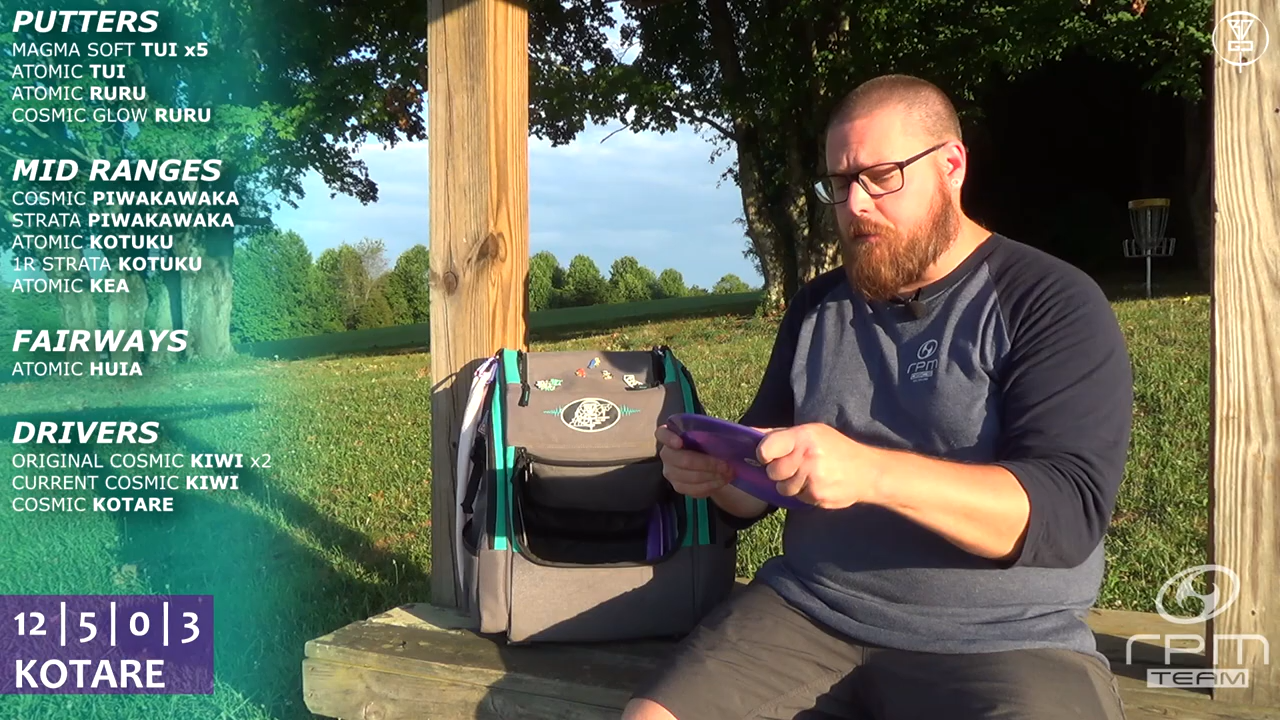 PUTTERS
MAGMA SOFT TUI x5
ATOMIC TUI
ATOMIC RURU
COSMIC GLOW RURU
MID RANGES
COSMIC PIWAKAWAKA
STRATA PIWAKAWAKA
ATOMIC KOTUKU
1R STRATA KOTUKU
ATOMIC KEA
FAIRWAYS
ATOMIC HUIA
DRIVERS
ORIGINAL COSMIC KIWI x2
CURRENT COSMIC KIWI
COSMIC KOTARE
12 | 5 | 0 | 3
KOTARE
rpm
rpm
TEAM